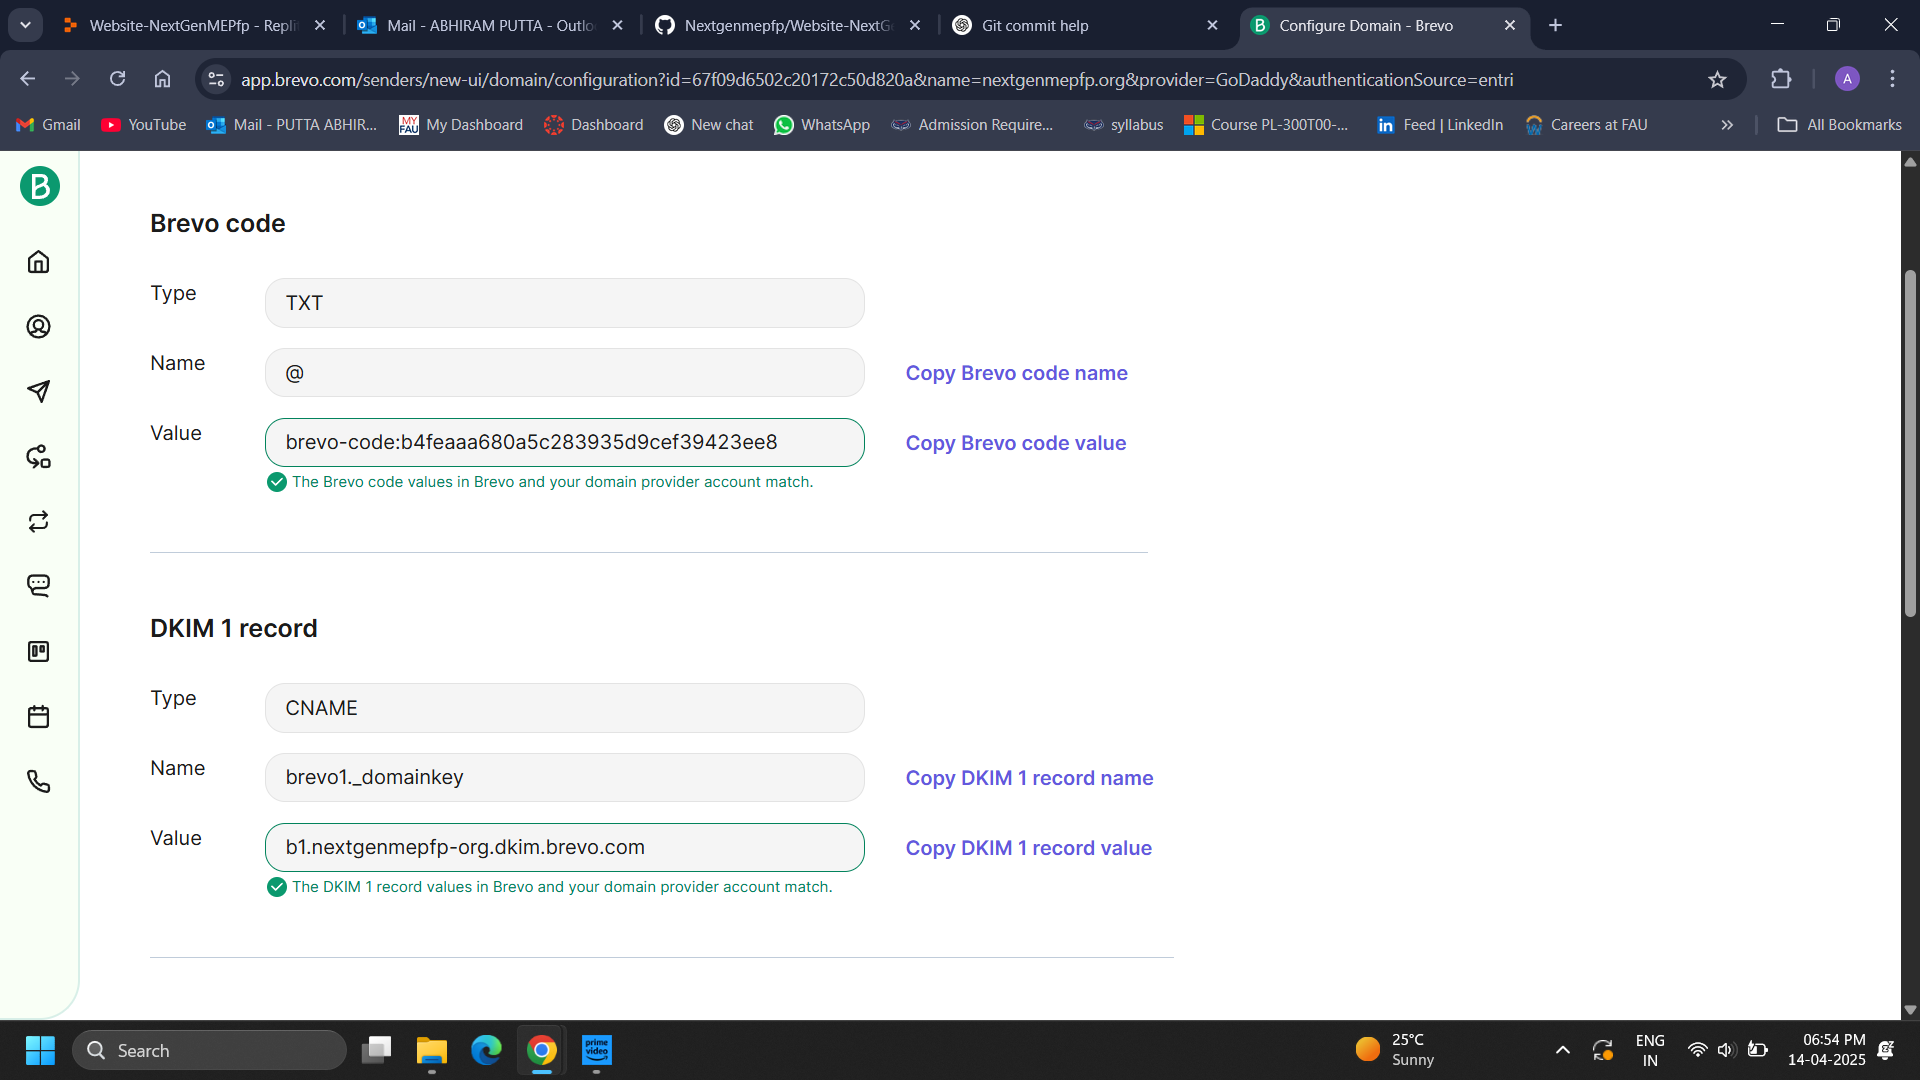 Website-NextGenMEPfp - Repli
Mail - ABHIRAM PUTTA - Outlo
Nextgenmepfp/Website-NextGe
Git commit help
Configure Domain - Brevo
app.brevo.com/senders/new-ui/domain/configuration?id=67f09d6502c20172c50d820a&name=nextgenmepfp.org&provider=GoDaddy&authenticationSource=entri
A
Gmail
YouTube
Mail - PUTTA ABHIR...
MY FAU
My Dashboard
Dashboard
New chat
WhatsApp
Admission Require...
syllabus
Course PL-300T00-...
Feed | LinkedIn
Careers at FAU
All Bookmarks
B
Brevo code
Type
TXT
Name
@
Copy Brevo code name
Value
brevo-code:b4feaaa680a5c283935d9cef39423ee8
Copy Brevo code value
The Brevo code values in Brevo and your domain provider account match.
DKIM 1 record
Type
CNAME
Name
brevo1._domainkey
Copy DKIM 1 record name
Value
b1.nextgenmepfp-org.dkim.brevo.com
Copy DKIM 1 record value
The DKIM 1 record values in Brevo and your domain provider account match.
Search
prime video
25°C
Sunny
ENG
IN
06:54 PM
14-04-2025